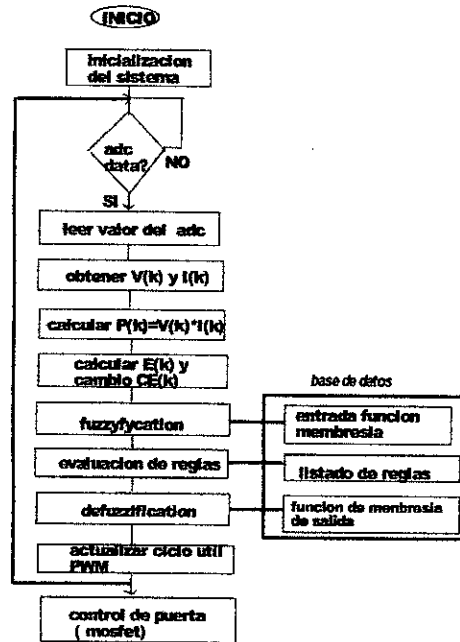 INICIO
inicializacion
del sistema
adc
data?
NO
SI
leer valor del adc
obtener V(k) y I(k)
calcular P(k)=V(k)*I(k)
calcular E(k) y
cambio CE(k)
base de datos
fuzzyfycation
entrada funcion
membresia
evaluacion de reglas
listado de reglas
defuzzification
funcion de menbresia
de salida
actualizar ciclo util
PWM
control de puerta
( mosfet)